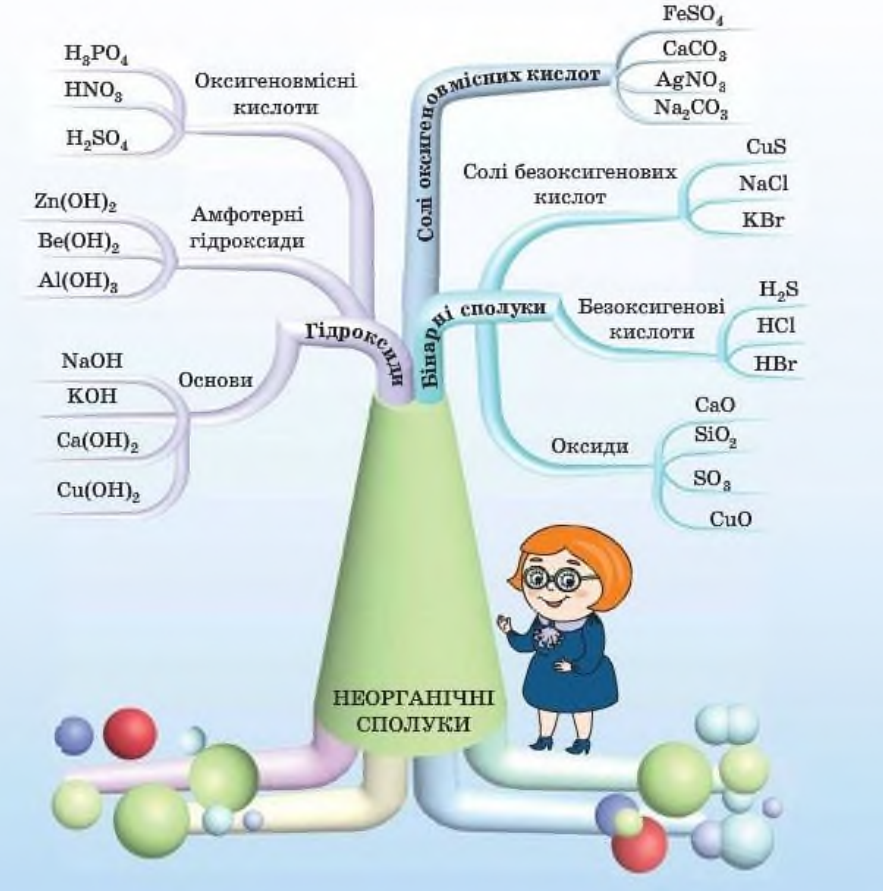 H₃PO₄
HNO₃
H₂SO₄
Оксигеновмісні
кислоти
Zn(OH)₂
Be(OH)₂
Al(OH)₃
Амфотерні
гідроксиди
Гідроксиди
NaOH
KOH
Ca(OH)₂
Cu(OH)₂
Основи
Солі оксигеновмісних кислот
FeSO₄
CaCO₃
AgNO₃
Na₂CO₃
Солі безоксигенових
кислот
CuS
NaCl
KBr
Бінарні сполуки
Безоксигенові
кислоти
H₂S
HCl
HBr
Оксиди
CaO
SiO₂
SO₃
CuO
НЕОРГАНІЧНІ
СПОЛУКИ